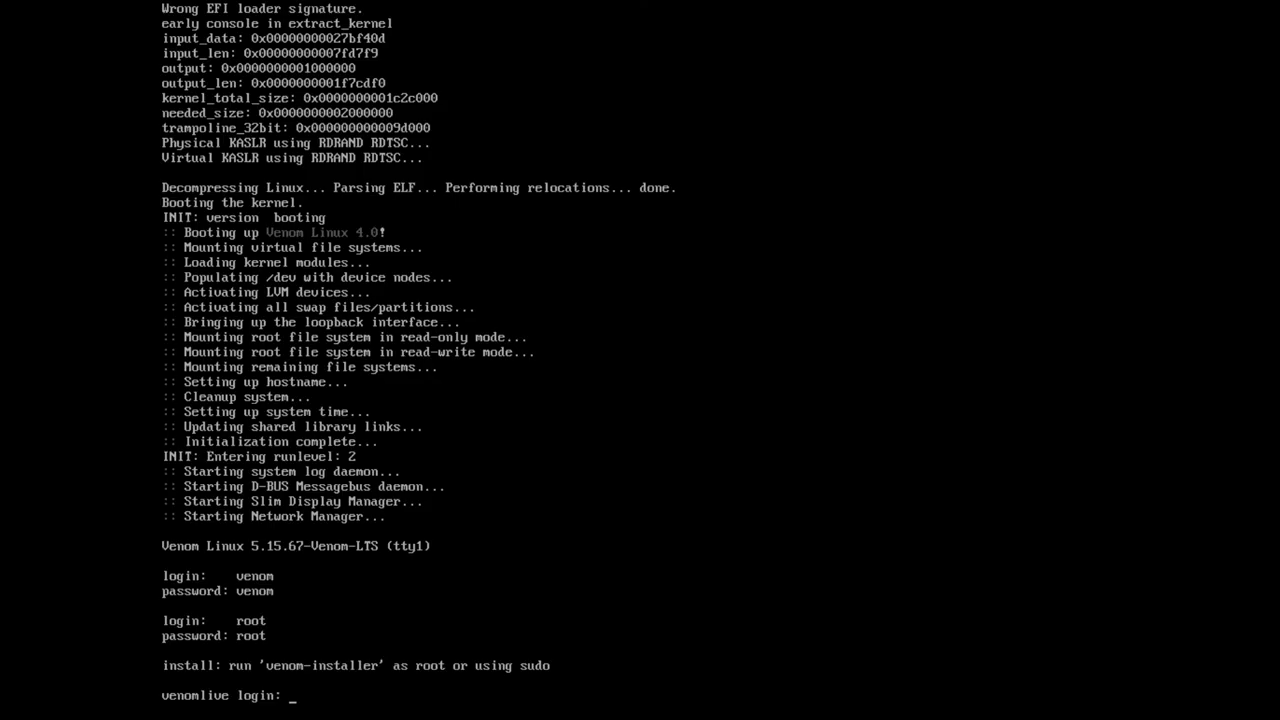 Wrong EFI loader signature.
early console in extract_kernel
input_data: 0x00000000027bf40d
input_len: 0x00000000007fd7f9
output: 0x0000000001000000
output_len: 0x0000000001f7cdf0
kernel_total_size: 0x0000000001c2c000
needed_size: 0x0000000002000000
trampoline_32bit: 0x000000000009d000
Physical KASLR using RDRAND RDTSC...
Virtual KASLR using RDRAND RDTSC...
Decompressing Linux... Parsing ELF... Performing relocations... done.
Booting the kernel.
INIT: version  booting
:: Booting up Venom Linux 4.0!
:: Mounting virtual file systems...
:: Loading kernel modules...
:: Populating /dev with device nodes...
:: Activating LVM devices...
:: Activating all swap files/partitions...
:: Bringing up the loopback interface...
:: Mounting root file system in read-only mode...
:: Mounting root file system in read-write mode...
:: Mounting remaining file systems...
:: Setting up hostname...
:: Cleanup system...
:: Setting up system time...
:: Updating shared library links...
:: Initialization complete...
INIT: Entering runlevel: 2
:: Starting system log daemon...
:: Starting D-BUS Messagebus daemon...
:: Starting Slim Display Manager...
:: Starting Network Manager...
Venom Linux 5.15.67-Venom-LTS (tty1)
login:    venom
password: venom
login:    root
password: root
install: run 'venom-installer' as root or using sudo
venomlive login: _